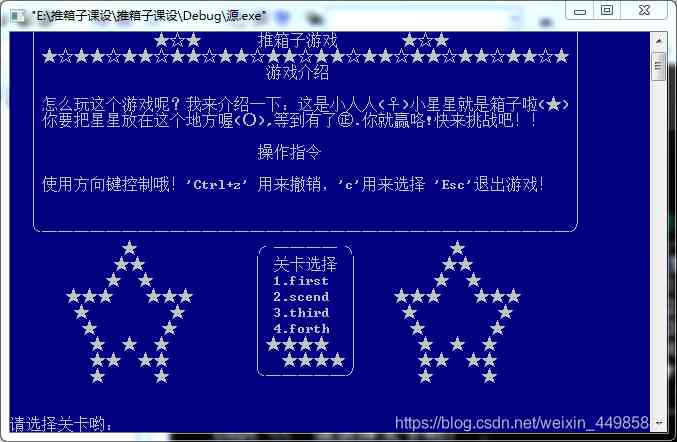 "E:\推箱子课设\推箱子课设\Debug\源.exe"
★☆★ 推箱子游戏 ★☆★
★☆★★☆★★☆★★☆★★☆★★☆★★☆★★☆★★☆★★☆★★☆★
游戏介绍
怎么玩这个游戏呢？我来介绍一下：这是小人人(♀)小星星就是箱子啦(★)
你要把星星放在这个地方喔(○),等到有了㊣.你就赢咯!快来挑战吧！！
操作指令
使用方向键控制哦！'Ctrl+z' 用来撤销，'c'用来选择 'Esc'退出游戏！
关卡选择
1.first
2.scend
3.third
4.forth
★★★★
★★★★
请选择关卡哟：
https://blog.csdn.net/weixin_449858